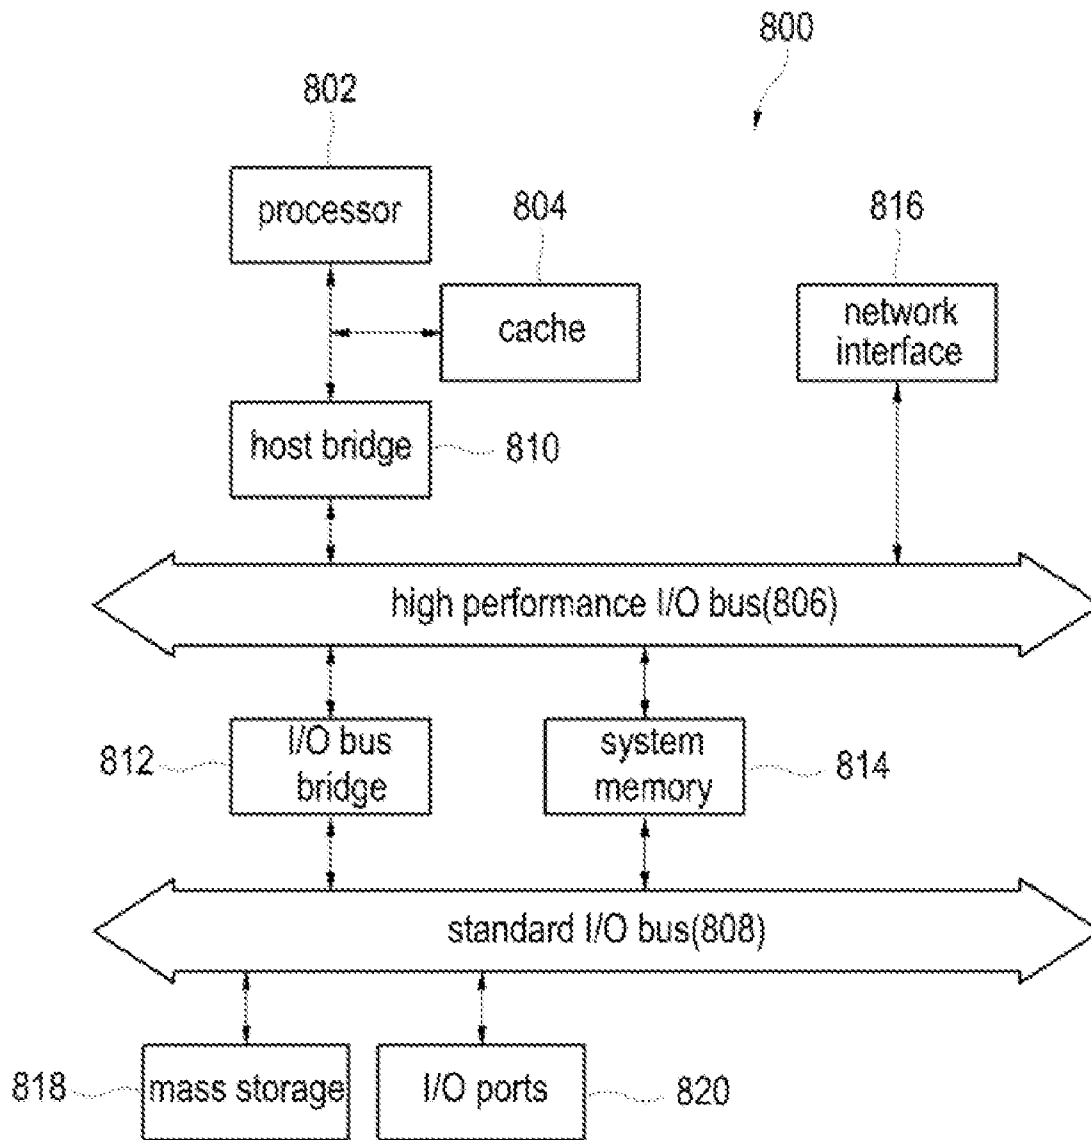 800
802
processor
804
816
cache
network
interface
host bridge
810
high performance I/O bus(806)
812
I/O bus
bridge
system
memory
814
standard I/O bus(808)
818
mass storage
I/O ports
820